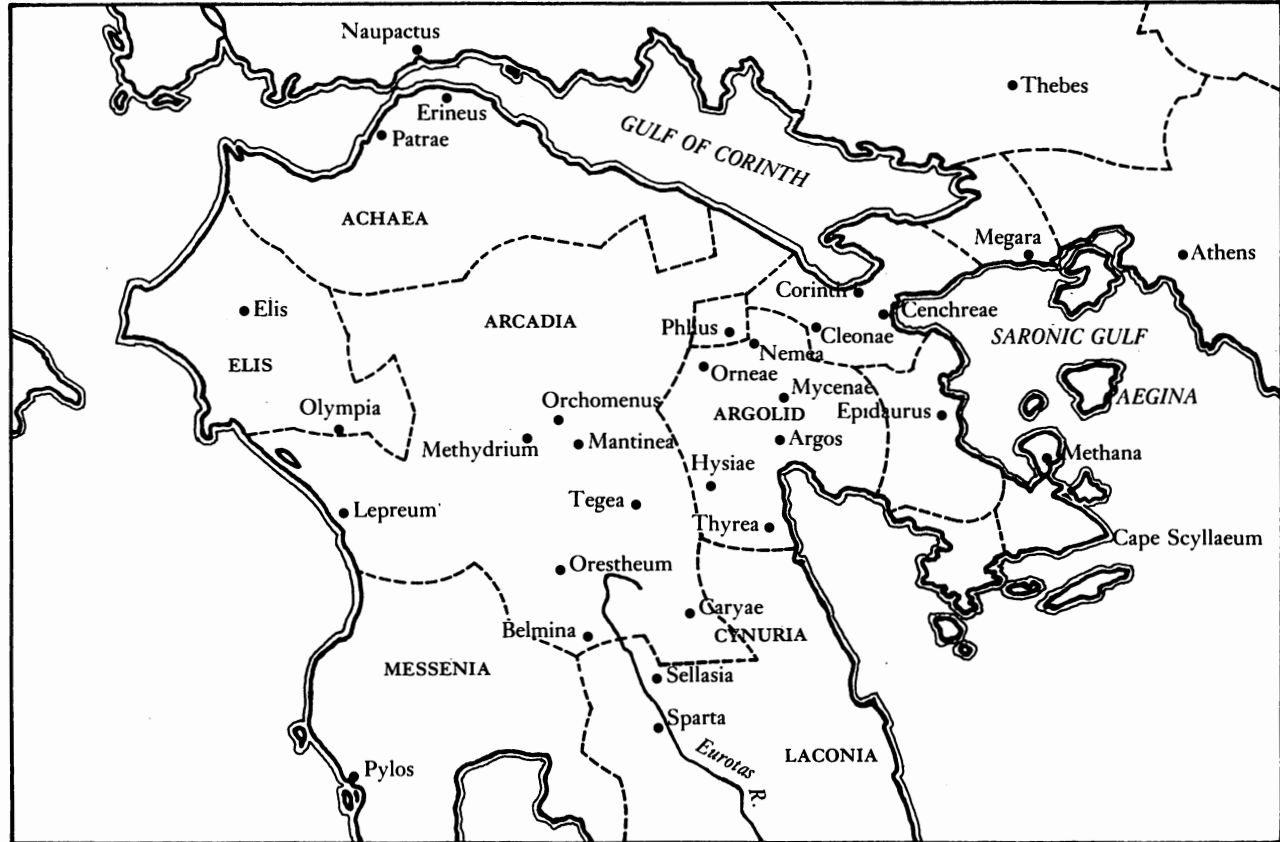 Naupactus
Thebes
Erineus
Patrae
GULF OF CORINTH
ACHAEA
Megara
Athens
Corinth
Elis
Cenchreae
ARCADIA
Phlius
Cleonae
SARONIC GULF
Nemea
ELIS
Orneae
Mycenae
AEGINA
Orchomenus
Olympia
ARGOLID
Epidaurus
Methydrium
Mantinea
Argos
Methana
Hysiae
Tegea
Lepreum
Thyrea
Cape Scyllaeum
Orestheum
Caryae
Belmina
CYNURIA
MESSENIA
Sellasia
Sparta
Eurotas R.
LACONIA
Pylos